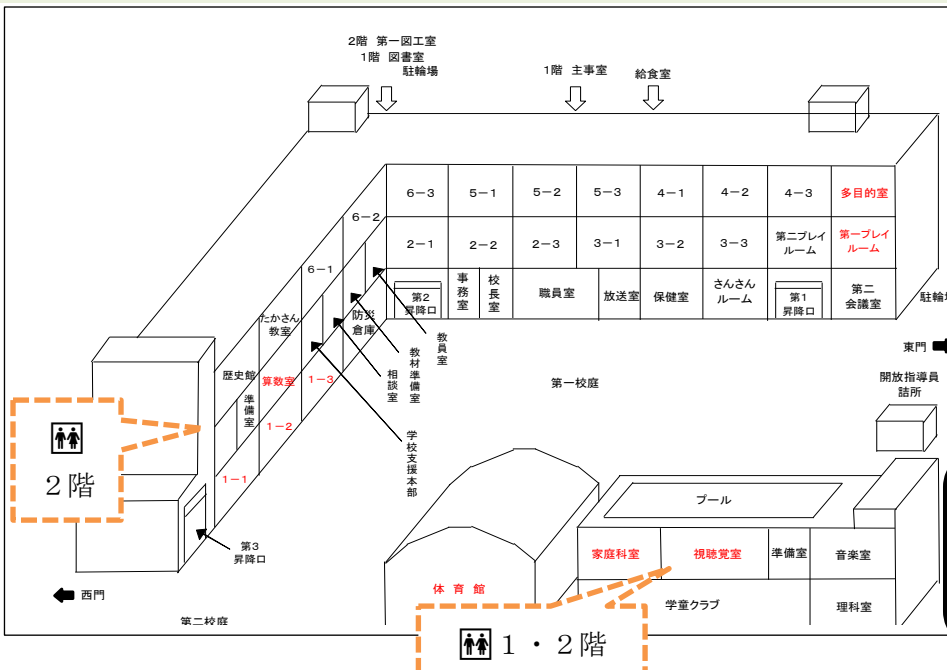 2階 第一図工室
1階 図書室
駐輪場
1階 主事室
給食室
6-3
5-1
5-2
5-3
4-1
4-2
4-3
多目的室
6-2
2-1
2-2
2-3
3-1
3-2
3-3
第二プレイ
ルーム
第一プレイ
ルーム
6-1
第2
昇降口
事務室
校長室
職員室
放送室
保健室
さんさん
ルーム
第1
昇降口
第二
会議室
駐輪場
たかさん
教室
防災
倉庫
教員室
教材準備室
相談室
学校支援本部
東門
歴史館
算数室
1-3
準備室
1-2
1-1
第一校庭
開放指導員
詰所
2階
第3
昇降口
プール
家庭科室
視聴覚室
準備室
音楽室
体育館
西門
学童クラブ
理科室
第二校庭
1・2階